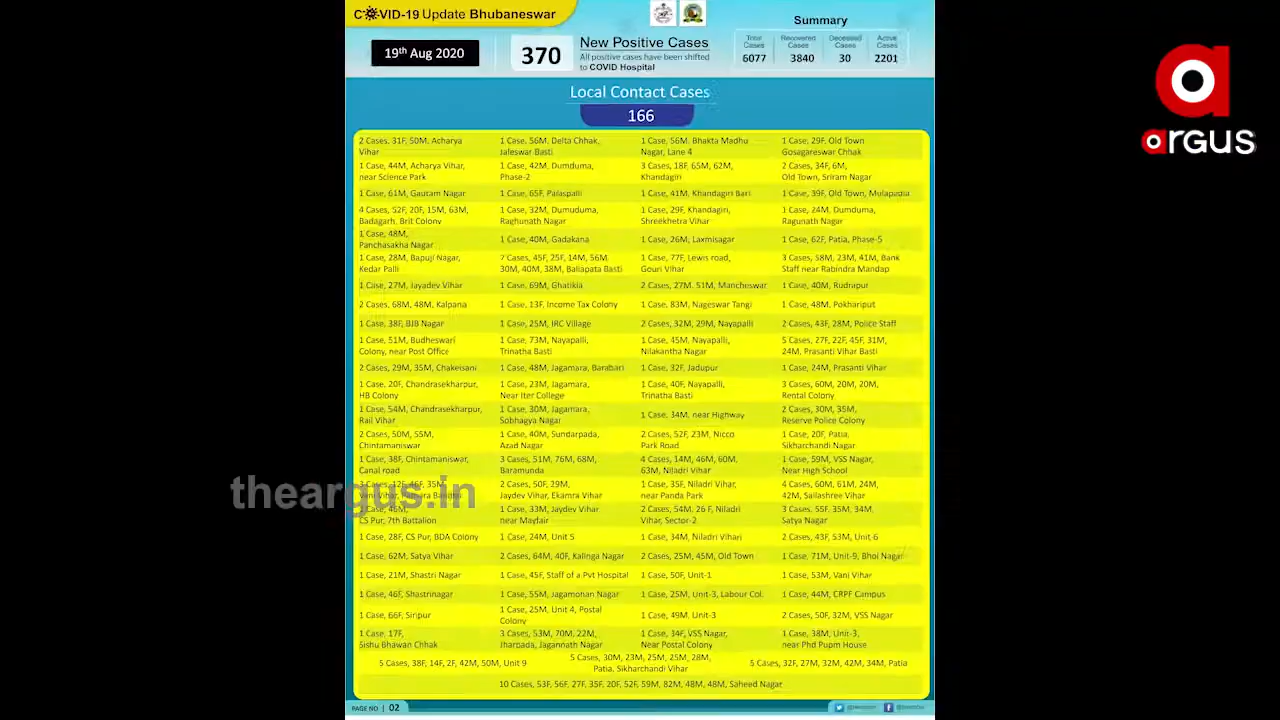 COVID-19 Update Bhubaneswar
19th Aug 2020
370
New Positive Cases
All positive cases have been shifted
to COVID Hospital
Summary
Total Cases 6077
Recovered Cases 3840
Deceased Cases 30
Active Cases 2201
argus
Local Contact Cases
166
2 Cases, 31F, 50M, Acharya Vihar
1 Case, 56M, Delta Chhak, Jaleswar Basti
1 Case, 56M, Bhakta Madhu Nagar, Lane 4
1 Case, 29F, Old Town Gosagareswar Chhak
1 Case, 44M, Acharya Vihar, near Science Park
1 Case, 42M, Dumduma, Phase-2
3 Cases, 18F, 65M, 62M, Khandagiri
2 Cases, 34F, 6M, Old Town, Sriram Nagar
1 Case, 61M, Gautam Nagar
1 Case, 65F, Palaspalli
1 Case, 41M, Khandagiri Bari
1 Case, 39F, Old Town, Mulapadia
4 Cases, 52F, 20F, 15M, 63M, Badagarh, Brit Colony
1 Case, 32M, Dumuduma, Raghunath Nagar
1 Case, 29F, Khandagiri, Shreekhetra Vihar
1 Case, 24M, Dumduma, Ragunath Nagar
1 Case, 48M, Panchasakha Nagar
1 Case, 40M, Gadakana
1 Case, 26M, Laxmisagar
1 Case, 62F, Patia, Phase-5
1 Case, 28M, Bapuji Nagar, Kedar Palli
7 Cases, 45F, 25F, 14M, 56M, 30M, 40M, 38M, Baliapata Basti
1 Case, 77F, Lewis road, Gouri Vihar
3 Cases, 58M, 23M, 41M, Bank Staff near Rabindra Mandap
1 Case, 27M, Jayadev Vihar
1 Case, 69M, Ghatikia
2 Cases, 27M, 51M, Mancheswar
1 Case, 40M, Rudrapur
2 Cases, 68M, 48M, Kalpana
1 Case, 13F, Income Tax Colony
1 Case, 83M, Nageswar Tangi
1 Case, 48M, Pokhariput
1 Case, 38F, BJB Nagar
1 Case, 25M, IRC Village
2 Cases, 32M, 29M, Nayapalli
2 Cases, 43F, 28M, Police Staff
1 Case, 51M, Budheswari Colony, near Post Office
1 Case, 73M, Nayapalli, Trinatha Basti
1 Case, 45M, Nayapalli, Nilakantha Nagar
5 Cases, 27F, 22F, 45F, 31M, 24M, Prasanti Vihar Basti
2 Cases, 29M, 35M, Chakeisani
1 Case, 48M, Jagamara, Barabari
1 Case, 32F, Jadupur
1 Case, 24M, Prasanti Vihar
1 Case, 20F, Chandrasekharpur, HB Colony
1 Case, 23M, Jagamara, Near Iter College
1 Case, 40F, Nayapalli, Trinatha Basti
3 Cases, 60M, 20M, 20M, Rental Colony
1 Case, 54M, Chandrasekharpur, Rail Vihar
1 Case, 30M, Jagamara, Sobhagya Nagar
1 Case, 34M, near Highway
2 Cases, 30M, 35M, Reserve Police Colony
2 Cases, 50M, 55M, Chintamaniswar
1 Case, 40M, Sundarpada, Azad Nagar
2 Cases, 52F, 23M, Nicco Park Road
1 Case, 20F, Patia, Sikharchandi Nagar
1 Case, 38F, Chintamaniswar, Canal road
3 Cases, 51M, 76M, 68M, Baramunda
4 Cases, 14M, 46M, 60M, 63M, Niladri Vihar
1 Case, 59M, VSS Nagar, Near High School
3 Cases, 12F, 46F, 35M,
2 Cases, 50F, 29M, Jaydev Vihar, Ekamra Vihar
1 Case, 35F, Niladri Vihar, near Panda Park
4 Cases, 60M, 61M, 24M, 42M, Sailashree Vihar
theargus.in
1 Case, 46M, CS Pur, 7th Battalion
1 Case, 33M, Jaydev Vihar near Mayfair
2 Cases, 54M, 26 F, Niladri Vihar, Sector-2
3 Cases, 55F, 35M, 34M, Satya Nagar
1 Case, 28F, CS Pur, BDA Colony
1 Case, 24M, Unit 5
1 Case, 34M, Niladri Vihari
2 Cases, 43F, 53M, Unit 6
1 Case, 62M, Satya Vihar
2 Cases, 64M, 40F, Kalinga Nagar
2 Cases, 25M, 45M, Old Town
1 Case, 71M, Unit-9, Bhoi Nagar
1 Case, 21M, Shastri Nagar
1 Case, 45F, Staff of a Pvt Hospital
1 Case, 50F, Unit-1
1 Case, 53M, Vani Vihar
1 Case, 46F, Shastrinagar
1 Case, 55M, Jagamohan Nagar
1 Case, 25M, Unit-3, Labour Col.
1 Case, 44M, CRPF Campus
1 Case, 66F, Siripur
1 Case, 25M, Unit 4, Postal Colony
1 Case, 49M, Unit-3
2 Cases, 50F, 32M, VSS Nagar
1 Case, 17F, Sishu Bhawan Chhak
3 Cases, 53M, 70M, 22M, Jharpada, Jagannath Nagar
1 Case, 34F, VSS Nagar, Near Postal Colony
1 Case, 38M, Unit-3, near Phd Pupm House
5 Cases, 38F, 14F, 2F, 42M, 50M, Unit 9
5 Cases, 30M, 23M, 25M, 25M, 28M, Patia, Sikharchandi Vihar
5 Cases, 32F, 27M, 32M, 42M, 34M, Patia
10 Cases, 53F, 56F, 27F, 35F, 20F, 52F, 59M, 82M, 48M, 48M, Saheed Nagar
PAGE NO | 02